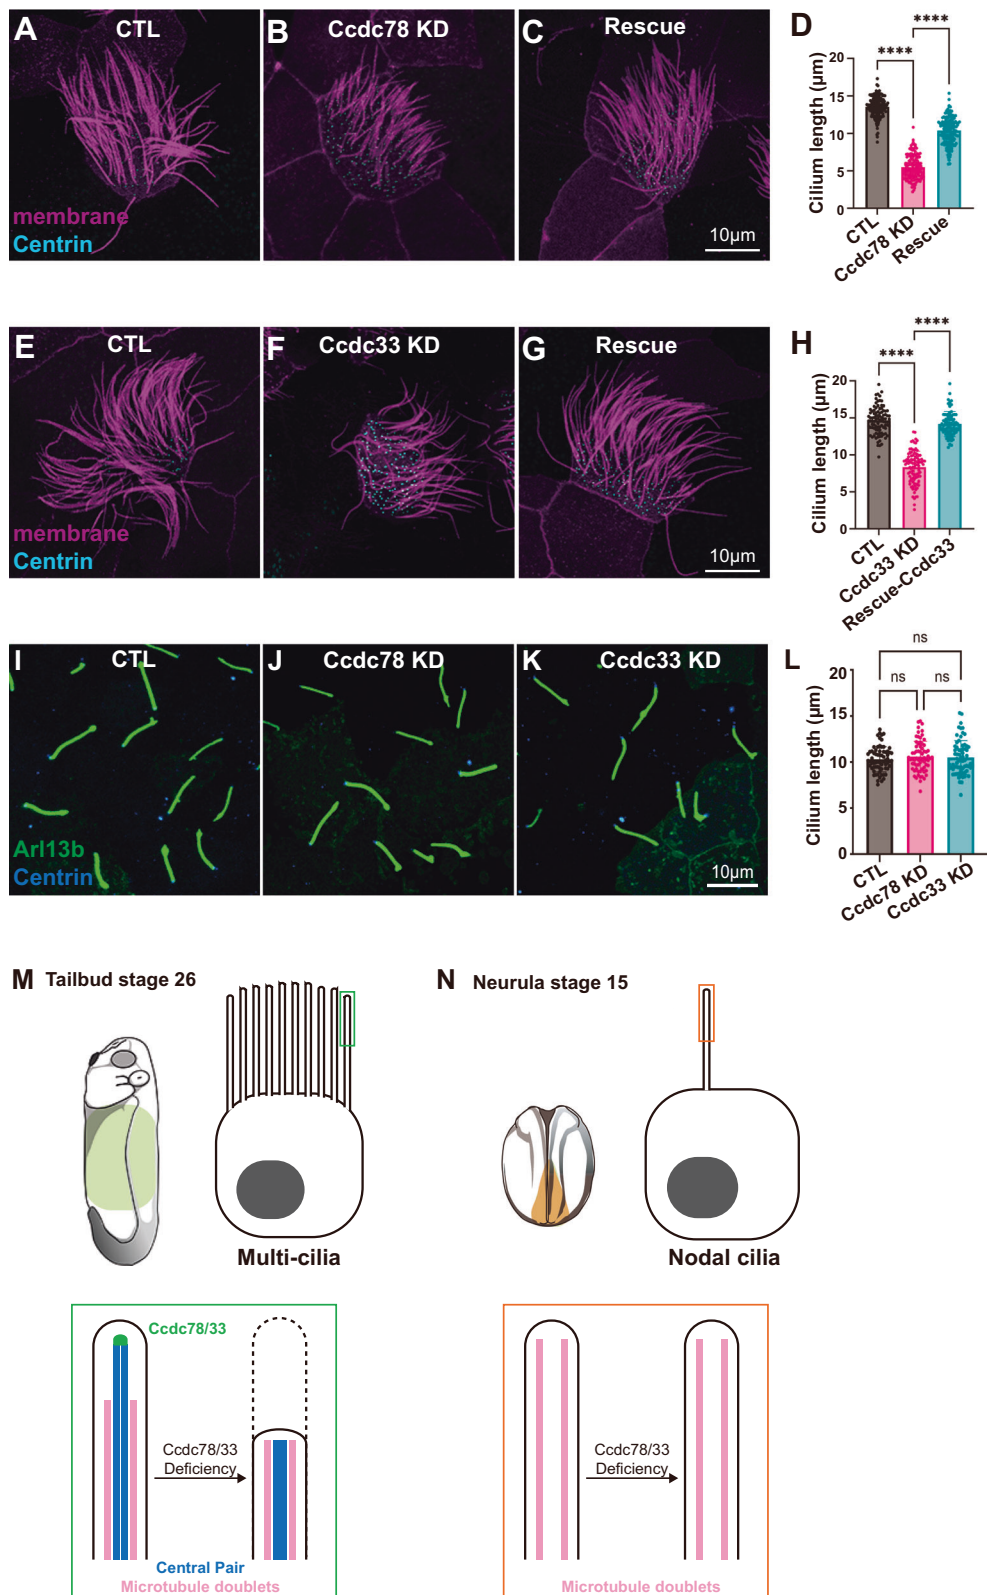 A CTL
B Ccdc78 KD
C Rescue
membrane
Centrin
10µm
D
**** ****
Cilium length (µm)
20
15
10
5
0
CTL
Ccdc78 KD
Rescue
E CTL
F Ccdc33 KD
G Rescue
membrane
Centrin
10µm
H
**** ****
Cilium length (µm)
20
15
10
5
0
CTL
Ccdc33 KD
Rescue-Ccdc33
I CTL
J Ccdc78 KD
K Ccdc33 KD
Arl13b
Centrin
10µm
L
ns
ns ns
Cilium length (µm)
20
15
10
5
0
CTL
Ccdc78 KD
Ccdc33 KD
M Tailbud stage 26
Multi-cilia
Ccdc78/33
Ccdc78/33
Deficiency
Central Pair
Microtubule doublets
N Neurula stage 15
Nodal cilia
Ccdc78/33
Deficiency
Microtubule doublets